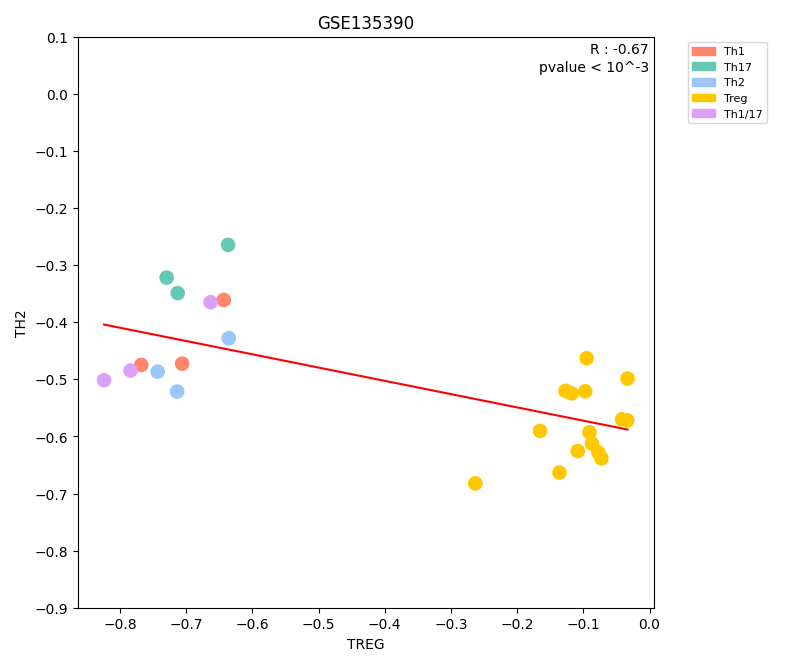 GSE135390
R : -0.67
pvalue < 10^-3
Th1
Th17
Th2
Treg
Th1/17
TH2
0.1
0.0
−0.1
−0.2
−0.3
−0.4
−0.5
−0.6
−0.7
−0.8
−0.9
−0.8 −0.7 −0.6 −0.5 −0.4 −0.3 −0.2 −0.1 0.0
TREG